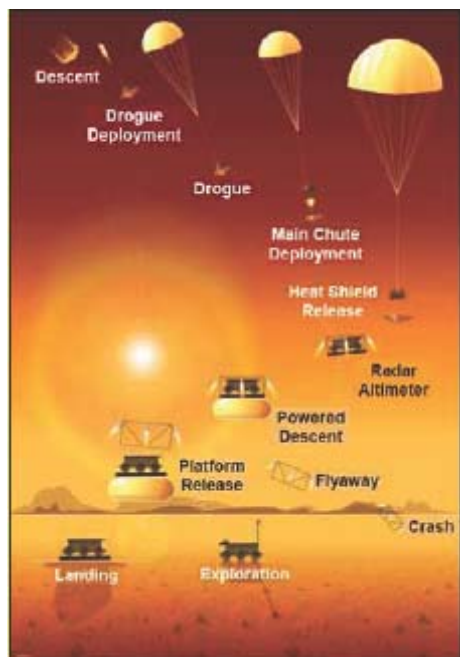 Descent
Drogue
Deployment
Drogue
Main Chute
Deployment
Heat Shield
Release
Radar
Altimeter
Powered
Descent
Platform
Release
Flyaway
Crash
Landing
Exploration